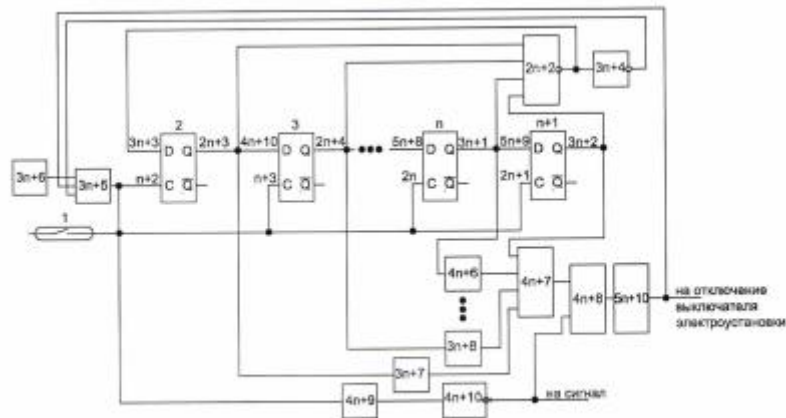 2n+2
3n+4
2
3
n
n+1
3n+3
D Q
2n+3
4n+10
D Q
2n+4
5n+8
D Q
3n+1
5n+9
D Q
3n+2
3n+6
3n+5
n+2
C Q
n+3
C Q
2n
C Q
2n+1
C Q
1
4n+6
4n+7
4n+8
5n+10
на отключение
выключателя
электроустановки
3n+8
3n+7
4n+9
4n+10
на сигнал